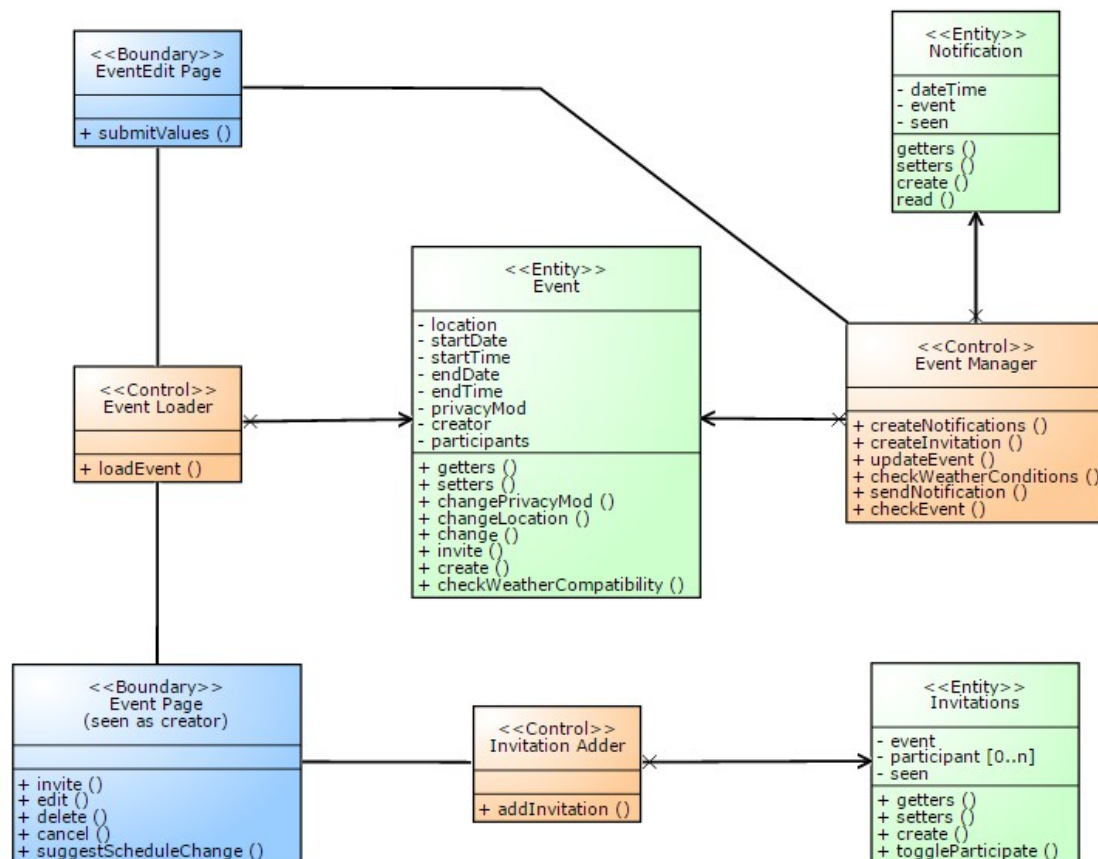 <<Boundary>>
EventEdit Page
+ submitValues ()
<<Entity>>
Notification
- dateTime
- event
- seen
getters ()
setters ()
create ()
read ()
<<Entity>>
Event
- location
- startDate
- startTime
- endDate
- endTime
- privacyMod
- creator
- participants
+ getters ()
+ setters ()
+ changePrivacyMod ()
+ changeLocation ()
+ change ()
+ invite ()
+ create ()
+ checkWeatherCompatibility ()
<<Control>>
Event Loader
+ loadEvent ()
<<Control>>
Event Manager
+ createNotifications ()
+ createInvitation ()
+ updateEvent ()
+ checkWeatherConditions ()
+ sendNotification ()
+ checkEvent ()
<<Boundary>>
Event Page
(seen as creator)
+ invite ()
+ edit ()
+ delete ()
+ cancel ()
+ suggestScheduleChange ()
<<Control>>
Invitation Adder
+ addInvitation ()
<<Entity>>
Invitations
- event
- participant [0..n]
- seen
+ getters ()
+ setters ()
+ create ()
+ toggleParticipate ()